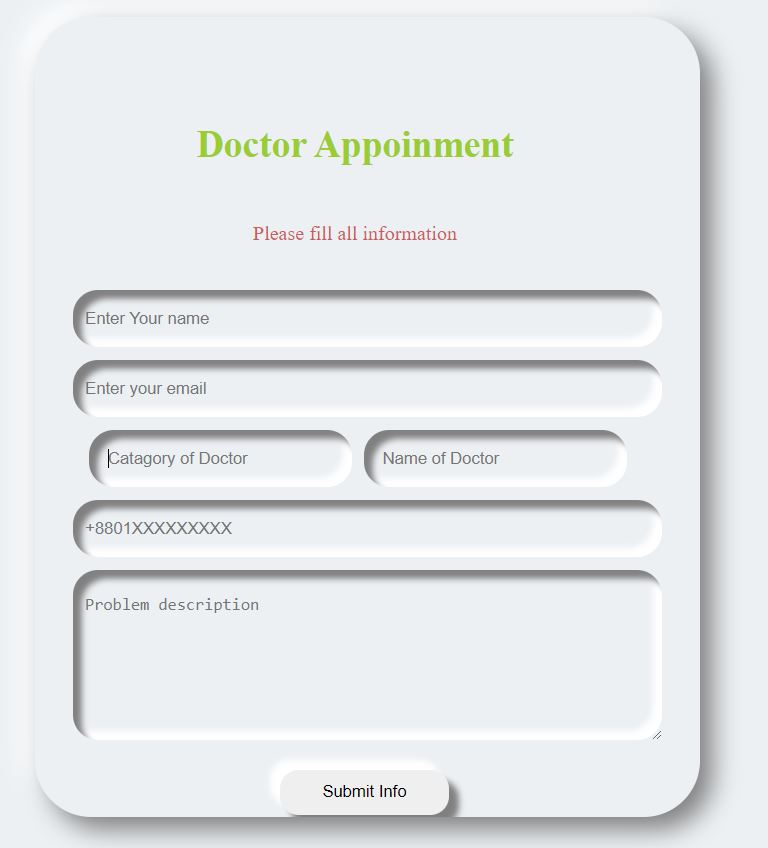 Doctor Appoinment
Please fill all information
Enter Your name
Enter your email
Catagory of Doctor
Name of Doctor
+8801XXXXXXXXX
Problem description
Submit Info